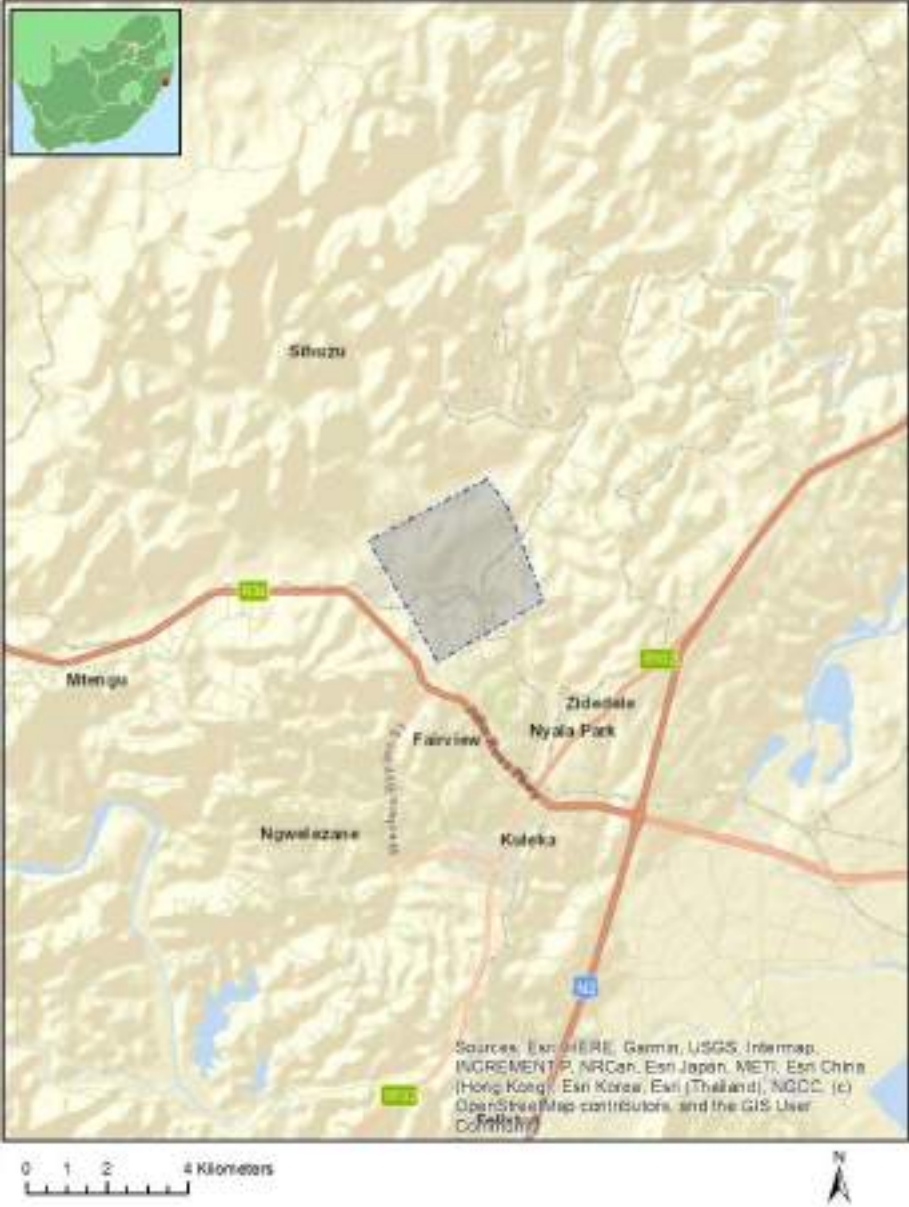 Sihuzu
R34
Mtengu
Zidedele
Nyala Park
Fairview
Ngwelezane
Kuleka
N2
Sources: Esri, HERE, Garmin, USGS, Intermap,
INCREMENT P, NRCan, Esri Japan, METI, Esri China
(Hong Kong), Esri Korea, Esri (Thailand), NGCC, (c)
OpenStreetMap contributors, and the GIS User
Community
0 1 2 4 Kilometers
N